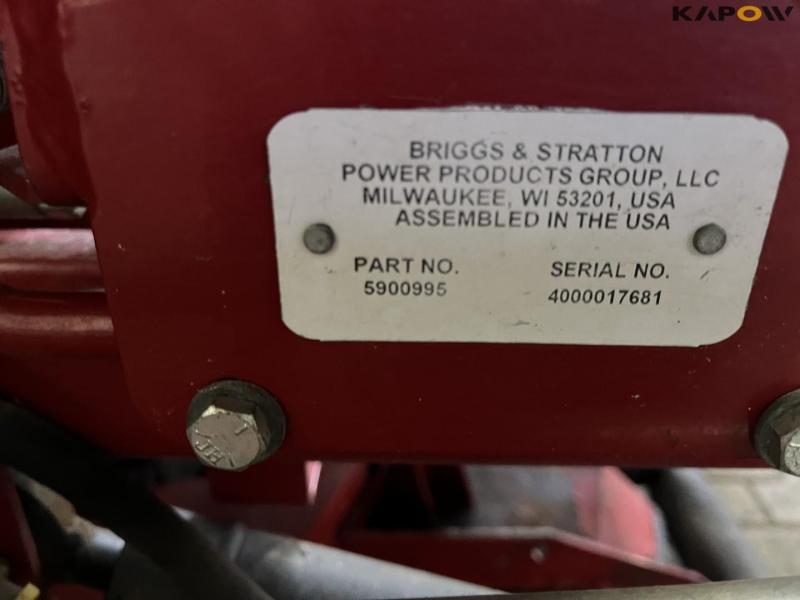 KAPOW
BRIGGS & STRATTON
POWER PRODUCTS GROUP, LLC
MILWAUKEE, WI 53201, USA
ASSEMBLED IN THE USA
PART NO. SERIAL NO.
5900995 4000017681
JH